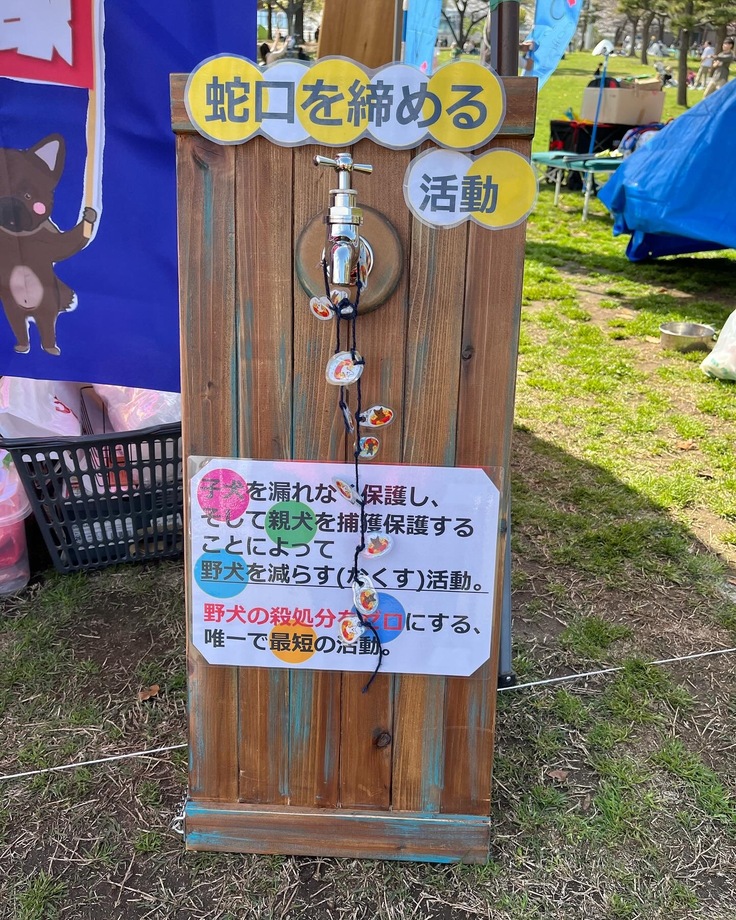 蛇口を締める
活動
子犬を漏れなく保護し、
そして親犬を捕獲保護する
ことによって
野犬を減らす(なくす)活動。
野犬の殺処分をゼロにする、
唯一で最短の活動。